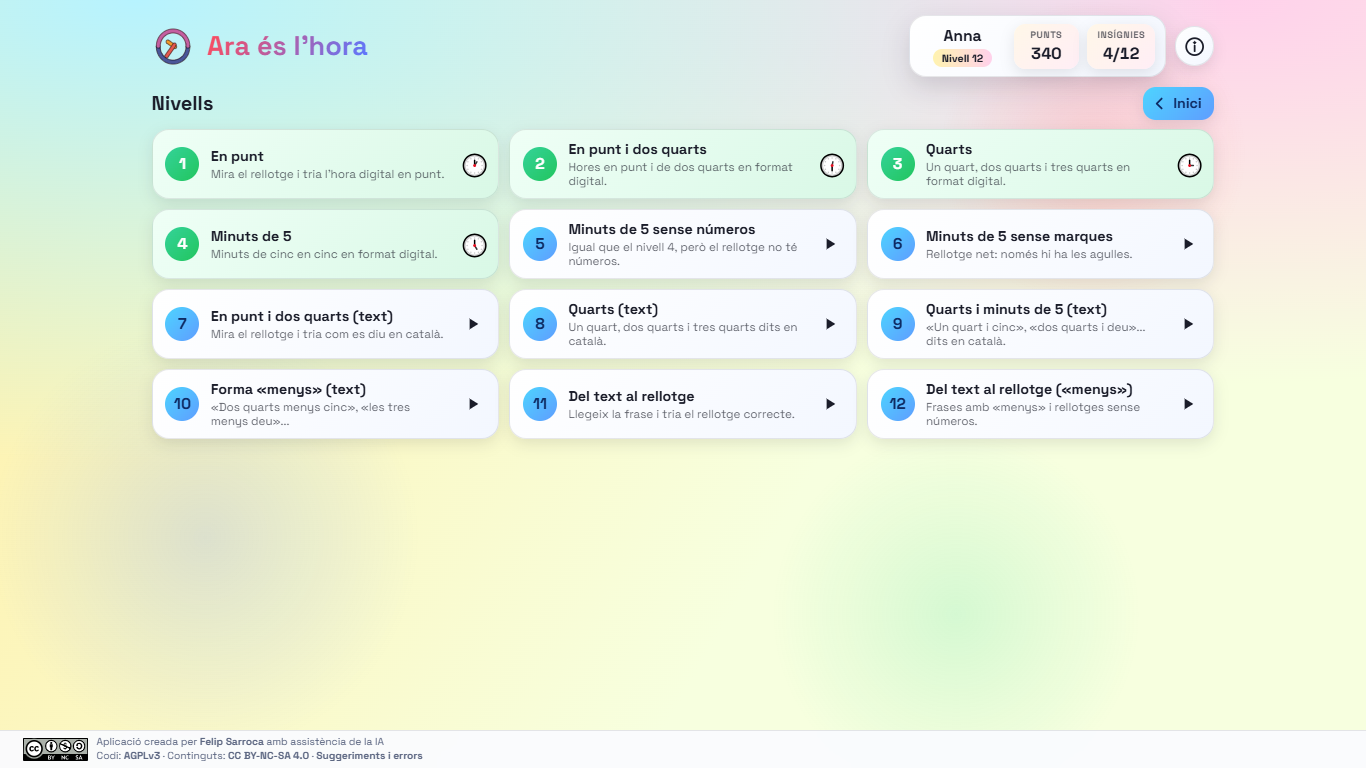 Ara és l'hora
Anna
Nivell 12
PUNTS
340
INSÍGNIES
4/12
Nivells
Inici
1
En punt
Mira el rellotge i tria l'hora digital en punt.
2
En punt i dos quarts
Hores en punt i de dos quarts en format
digital.
3
Quarts
Un quart, dos quarts i tres quarts en
format digital.
4
Minuts de 5
Minuts de cinc en cinc en format digital.
5
Minuts de 5 sense números
Igual que el nivell 4, però el rellotge no té
números.
6
Minuts de 5 sense marques
Rellotge net: només hi ha les agulles.
7
En punt i dos quarts (text)
Mira el rellotge i tria com es diu en català.
8
Quarts (text)
Un quart, dos quarts i tres quarts dits en
català.
9
Quarts i minuts de 5 (text)
«Un quart i cinc», «dos quarts i deu»...
dits en català.
10
Forma «menys» (text)
«Dos quarts menys cinc», «les tres
menys deu»...
11
Del text al rellotge
Llegeix la frase i tria el rellotge correcte.
12
Del text al rellotge («menys»)
Frases amb «menys» i rellotges sense
números.
cc BY NC SA
Aplicació creada per Felip Sarroca amb assistència de la IA
Codi: AGPLv3 · Continguts: CC BY-NC-SA 4.0 · Suggeriments i errors